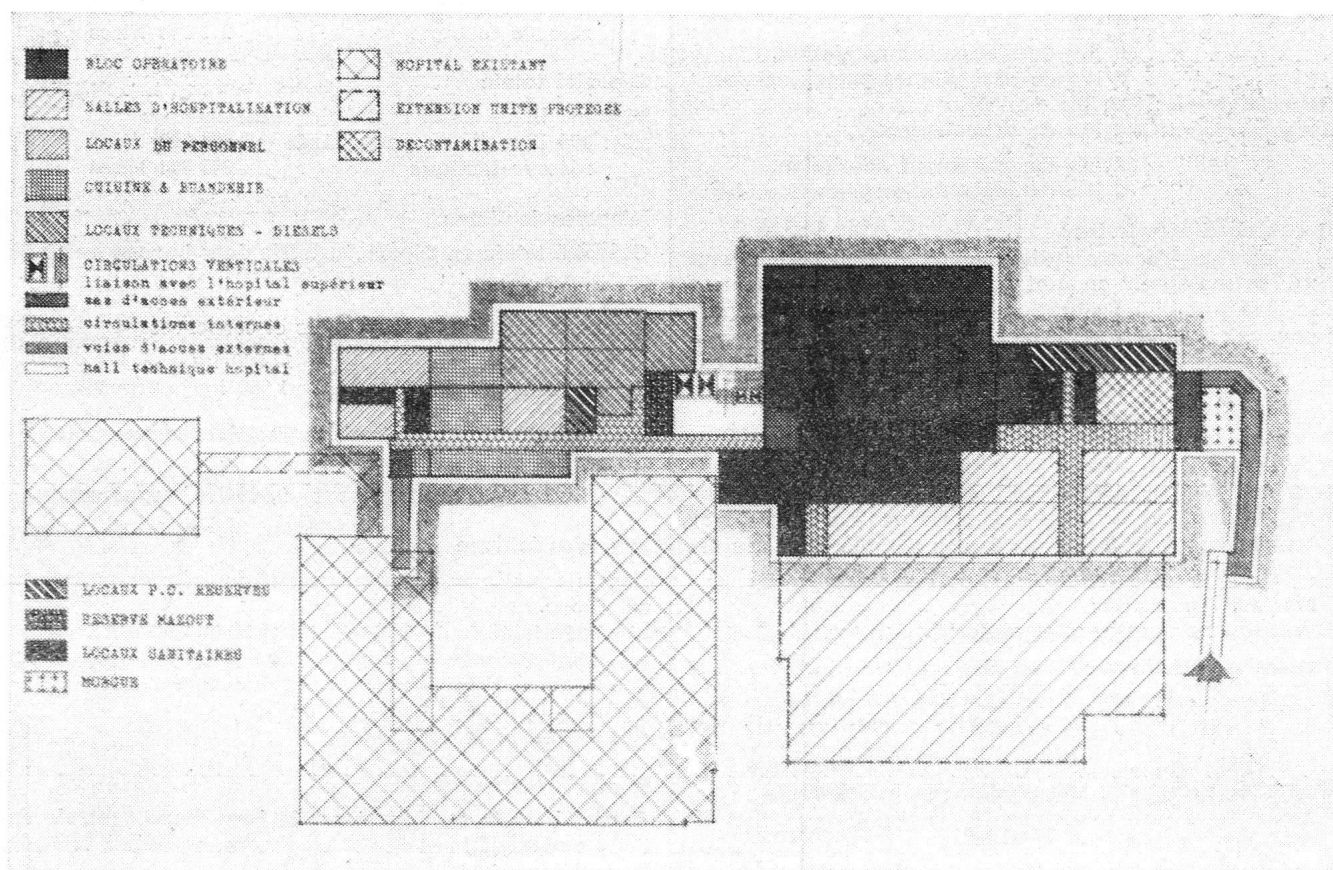 BLOC OPERATOIRE
SALLES D'HOSPITALISATION
LOCAUX DU PERSONNEL
CUISINE & BUANDERIE
LOCAUX TECHNIQUES - DIESELS
CIRCULATIONS VERTICALES
liaison avec l'hopital supérieur
sas d'acces extérieur
circulations internes
voies d'acces externes
hall technique hopital
HOPITAL EXISTANT
EXTENSION UNITE PROTEGEE
DECONTAMINATION
LOCAUX P.C. RESERVES
RESERVE MAZOUT
LOCAUX SANITAIRES
MORGUE